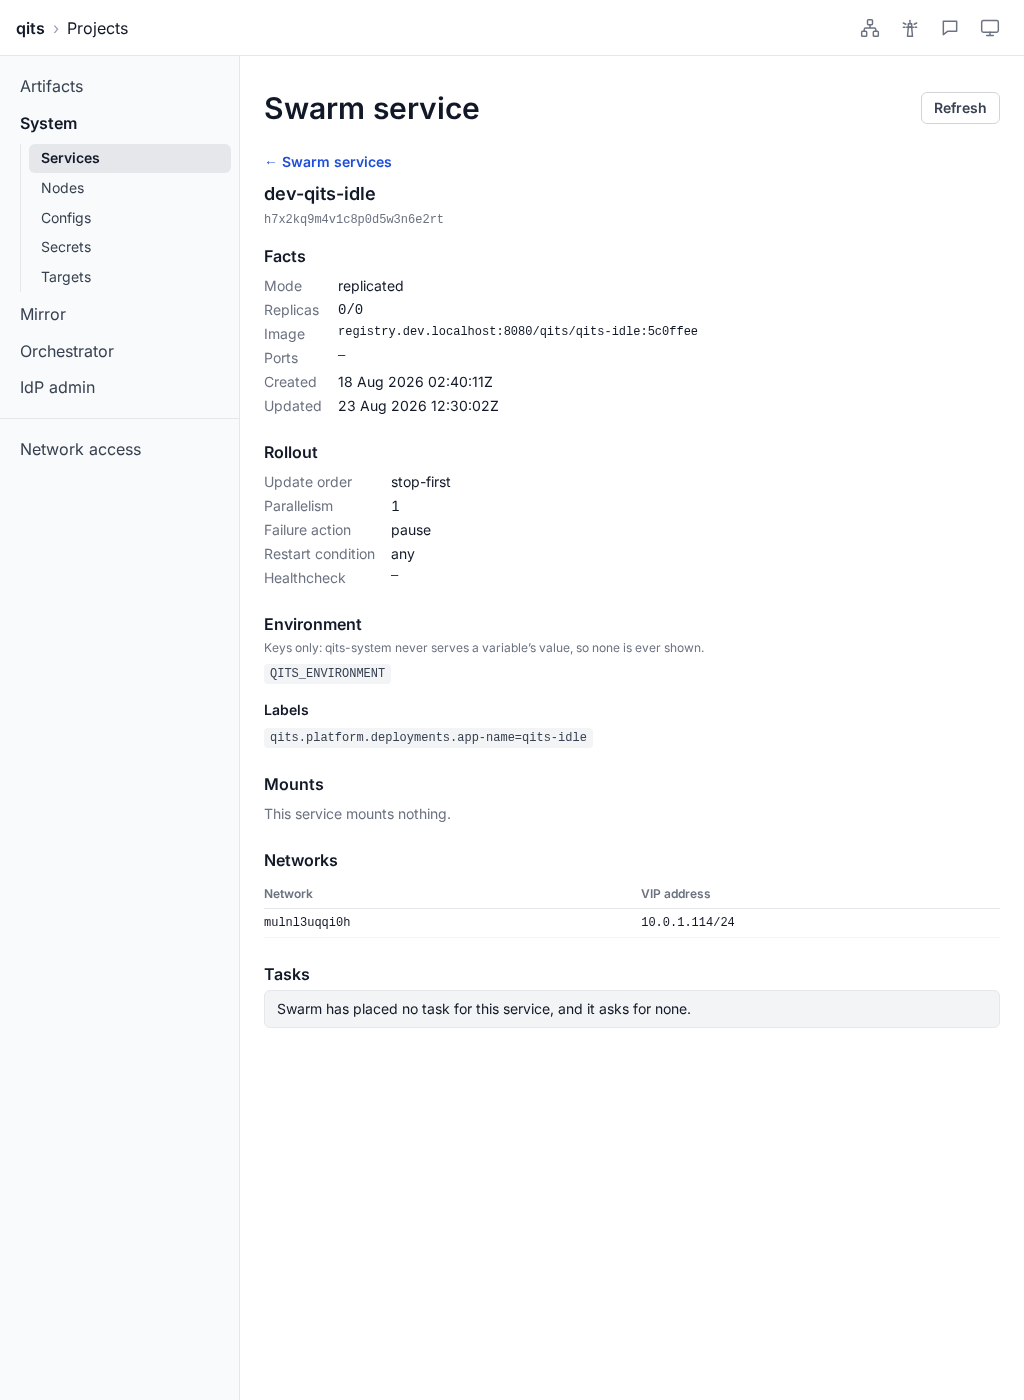 qits › Projects
Artifacts
System
Services
Nodes
Configs
Secrets
Targets
Mirror
Orchestrator
IdP admin
Network access
Swarm service
Refresh
← Swarm services
dev-qits-idle
h7x2kq9m4v1c8p0d5w3n6e2rt
Facts
Mode replicated
Replicas 0/0
Image registry.dev.localhost:8080/qits/qits-idle:5c0ffee
Ports –
Created 18 Aug 2026 02:40:11Z
Updated 23 Aug 2026 12:30:02Z
Rollout
Update order stop-first
Parallelism 1
Failure action pause
Restart condition any
Healthcheck –
Environment
Keys only: qits-system never serves a variable’s value, so none is ever shown.
QITS_ENVIRONMENT
Labels
qits.platform.deployments.app-name=qits-idle
Mounts
This service mounts nothing.
Networks
Network VIP address
mulnl3uqqi0h 10.0.1.114/24
Tasks
Swarm has placed no task for this service, and it asks for none.